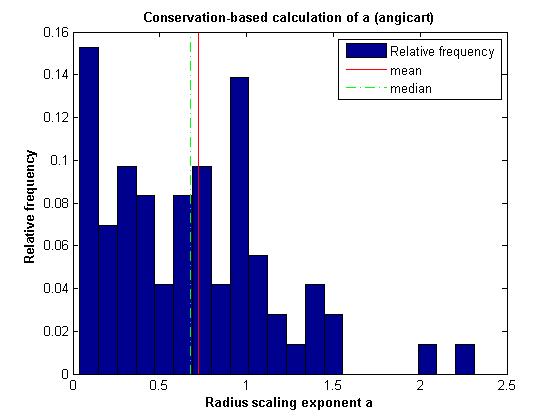 Conservation-based calculation of a (angicart)
Relative frequency
mean
median
Relative frequency
0.16
0.14
0.12
0.1
0.08
0.06
0.04
0.02
0
0 0.5 1 1.5 2 2.5
Radius scaling exponent a